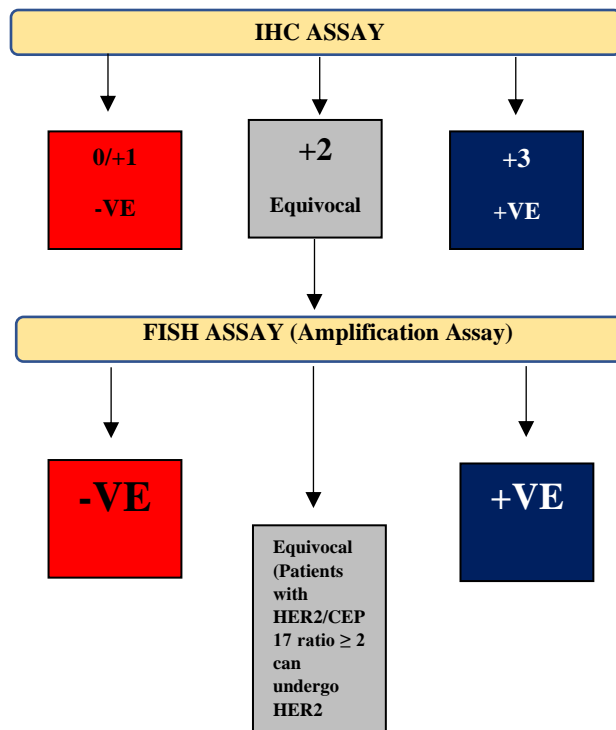 IHC ASSAY
0/+1
-VE
+2
Equivocal
+3
+VE
FISH ASSAY (Amplification Assay)
-VE
+VE
Equivocal
(Patients
with
HER2/CEP
17 ratio ≥ 2
can
undergo
HER2